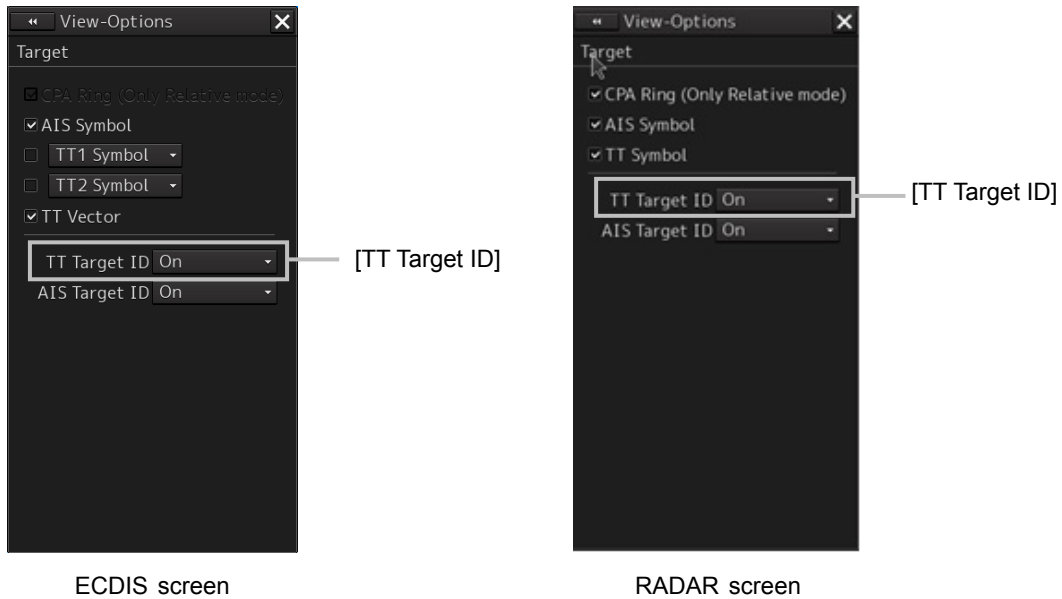 View-Options
Target
CPA Ring (Only Relative mode)
AIS Symbol
TT1 Symbol
TT2 Symbol
TT Vector
TT Target ID On
AIS Target ID On
[TT Target ID]
ECDIS screen
View-Options
Target
CPA Ring (Only Relative mode)
AIS Symbol
TT Symbol
TT Target ID On
AIS Target ID On
[TT Target ID]
RADAR screen